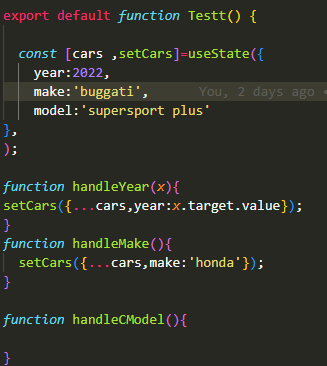 export default function Testt() {
const [cars ,setCars]=useState({
year:2022,
make:'buggati', You, 2 days ago •
model:'supersport plus'
},
);
function handleYear(x){
setCars({...cars,year:x.target.value});
}
function handleMake(){
setCars({...cars,make:'honda'});
}
function handleCModel(){
}